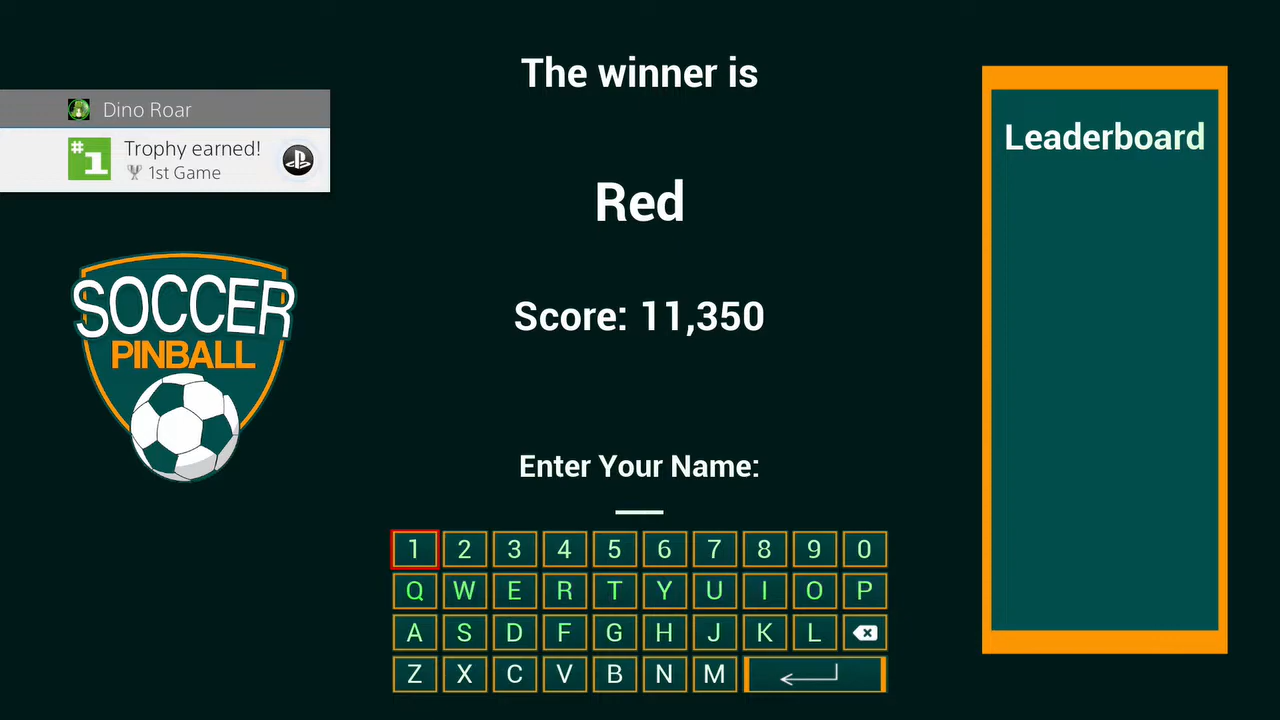 The winner is
Dino Roar
#1
Trophy earned!
1st Game
Leaderboard
Red
SOCCER
PINBALL
Score: 11,350
Enter Your Name:
1 2 3 4 5 6 7 8 9 0
Q W E R T Y U I O P
A S D F G H J K L
Z X C V B N M